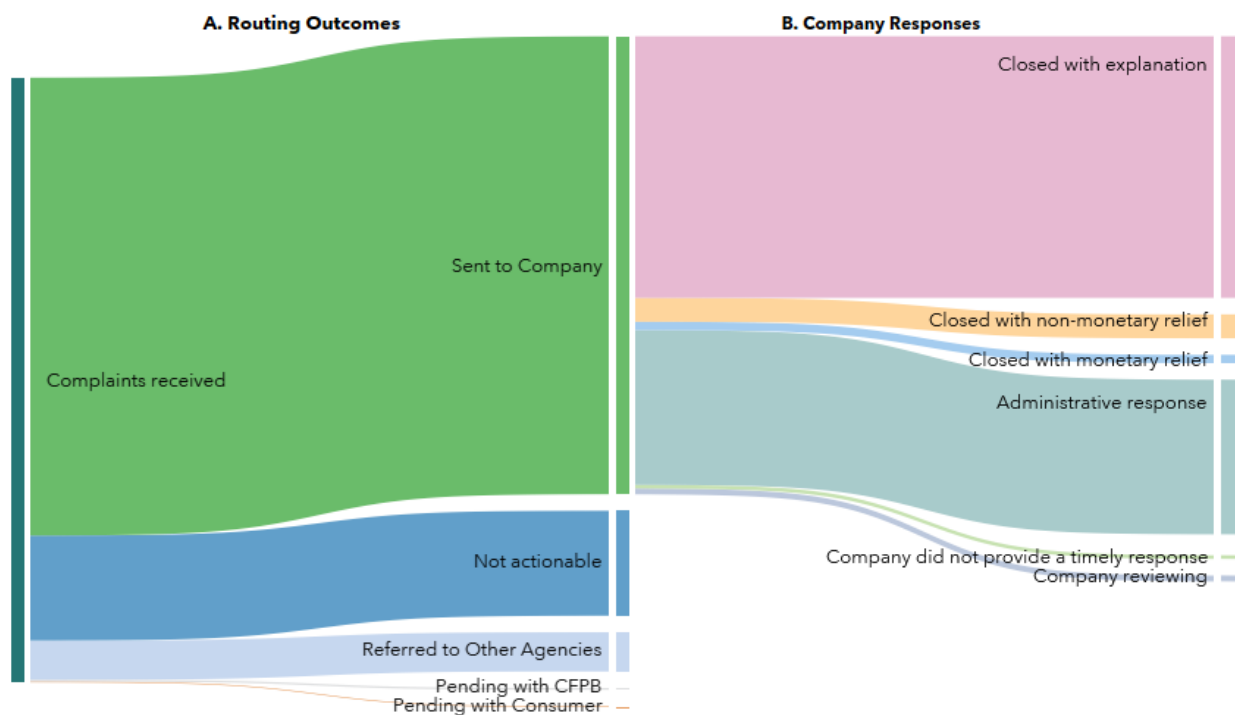 A. Routing Outcomes
B. Company Responses
Closed with explanation
Sent to Company
Closed with non-monetary relief
Closed with monetary relief
Complaints received
Administrative response
Not actionable
Company did not provide a timely response
Company reviewing
Referred to Other Agencies
Pending with CFPB
Pending with Consumer